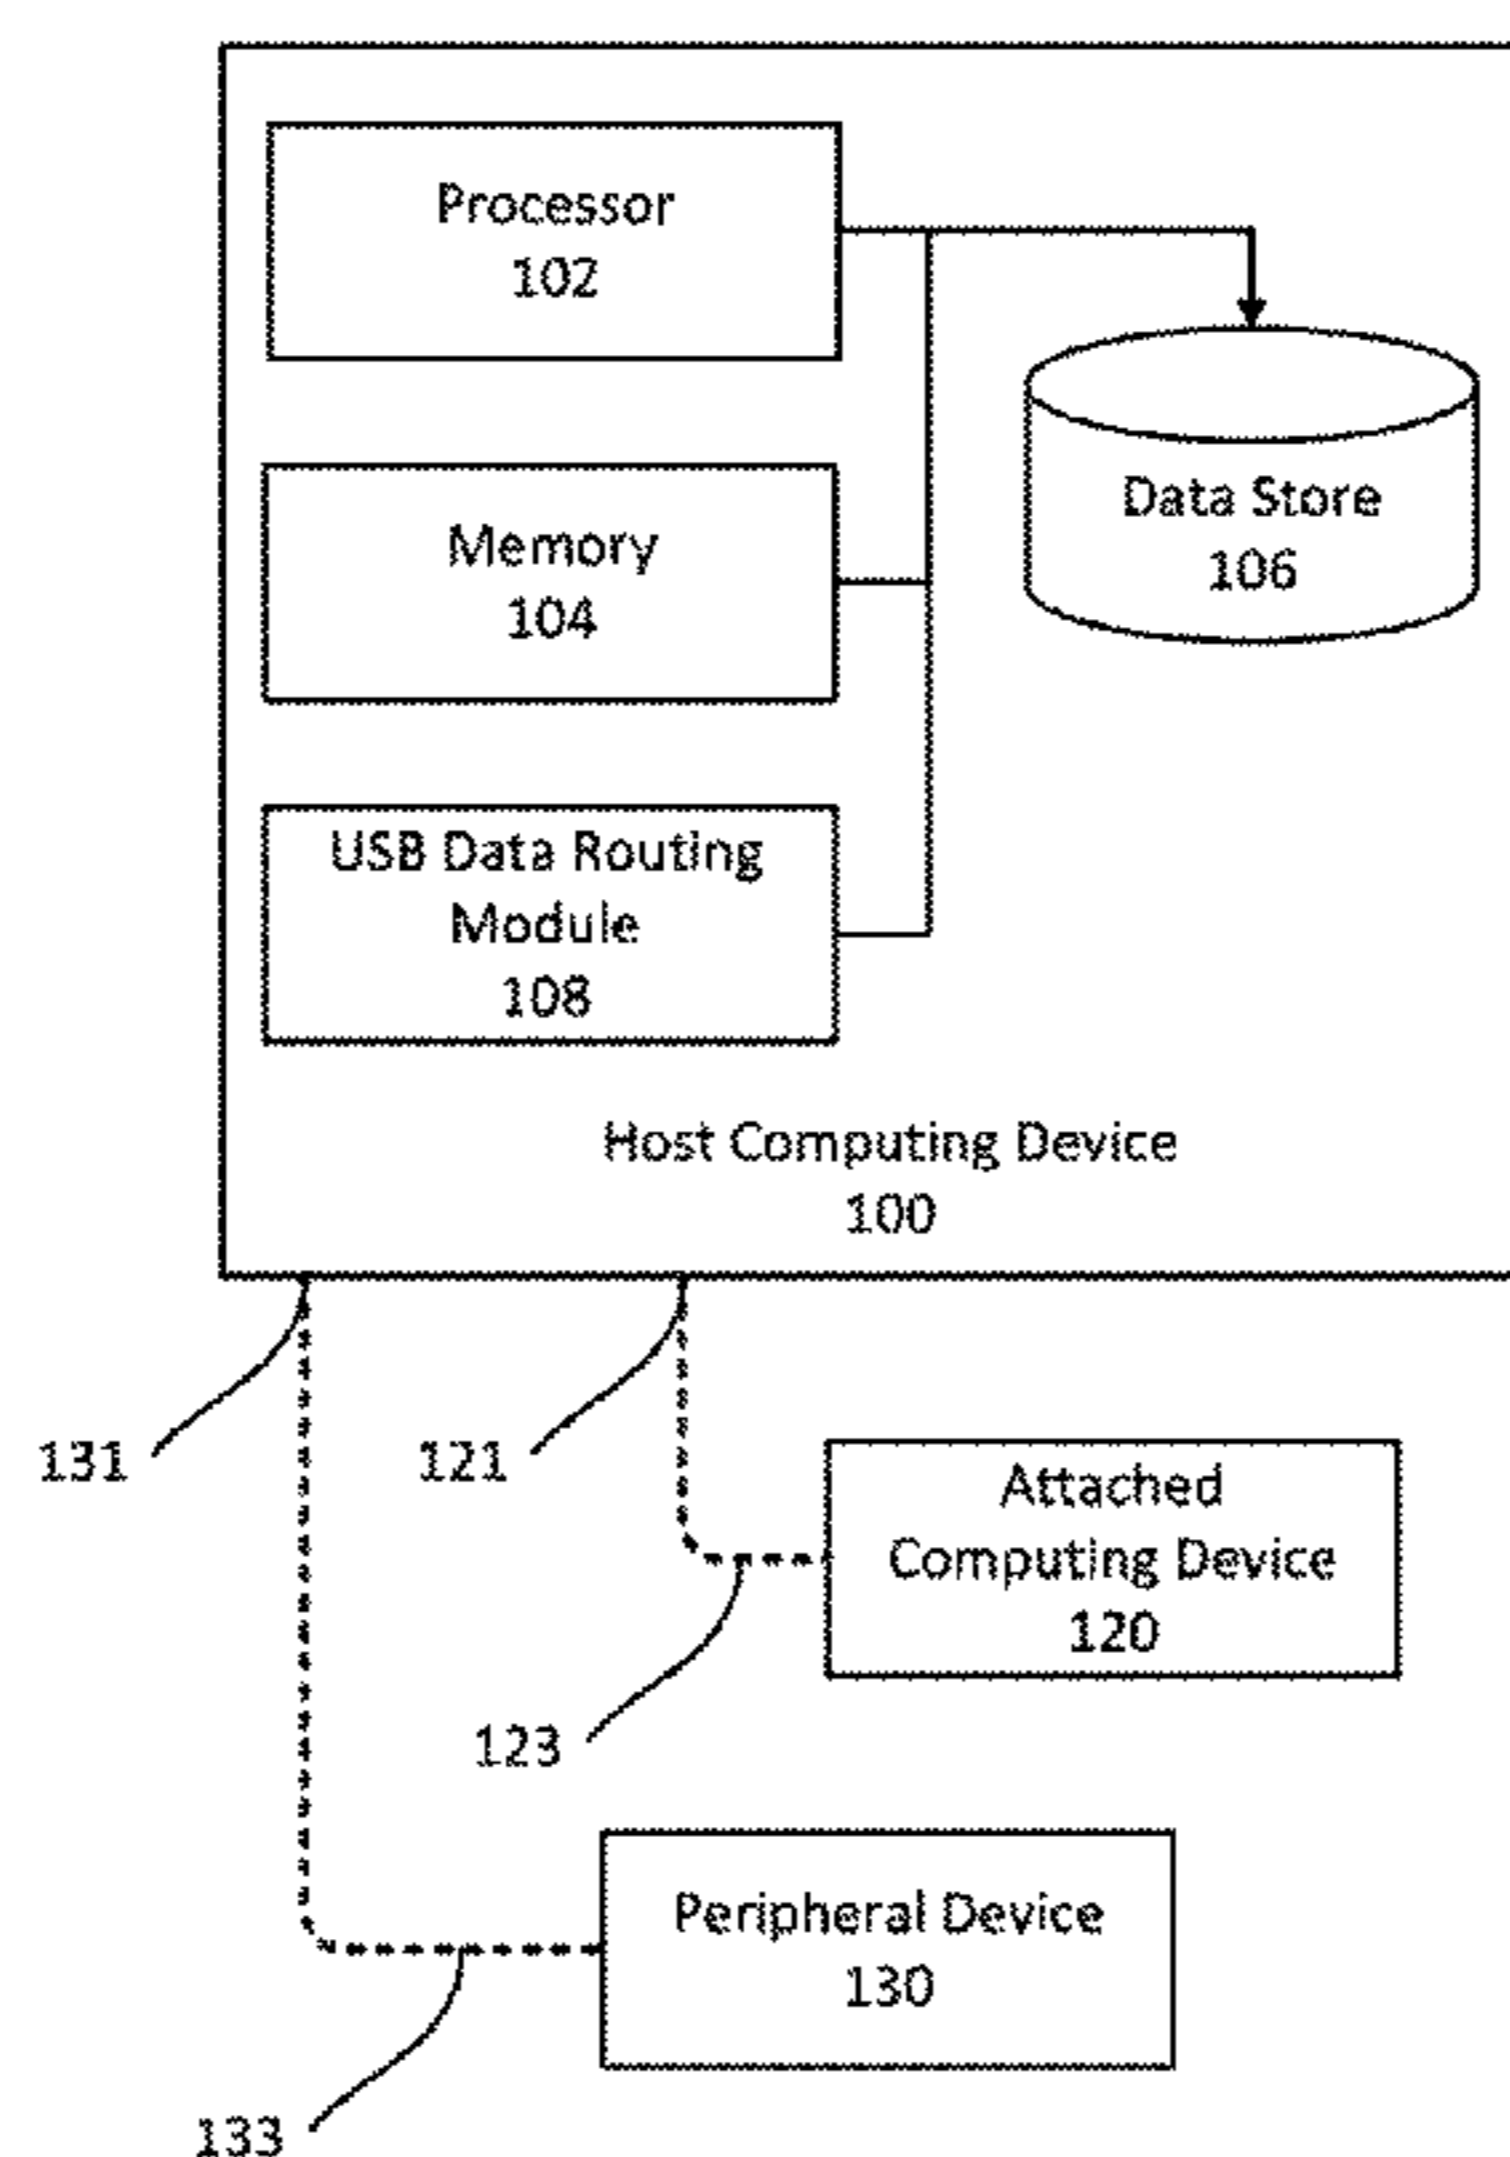 Processor
102
Data Store
106
Memory
104
USB Data Routing
Module
108
Host Computing Device
100
131
121
Attached
Computing Device
120
123
Peripheral Device
130
133